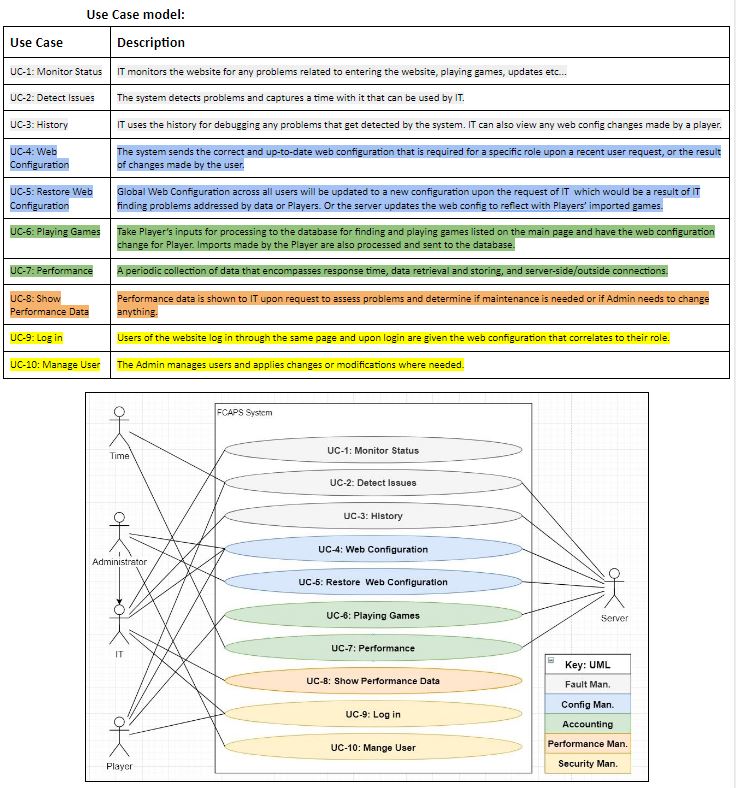 Use Case model:
Use Case
Description
UC-1: Monitor Status
IT monitors the website for any problems related to entering the website, playing games, updates etc...
UC-2: Detect Issues
The system detects problems and captures a time with it that can be used by IT.
UC-3: History
IT uses the history for debugging any problems that get detected by the system. IT can also view any web config changes made by a player.
UC-4: Web
Configuration
The system sends the correct and up-to-date web configuration that is required for a specific role upon a recent user request, or the result
of changes made by the user.
UC-5: Restore Web
Configuration
Global Web Configuration across all users will be updated to a new configuration upon the request of IT which would be a result of IT
finding problems addressed by data or Players. Or the server updates the web config to reflect with Players' imported games.
UC-6: Playing Games
Take Player's inputs for processing to the database for finding and playing games listed on the main page and have the web configuration
change for Player. Imports made by the Player are also processed and sent to the database.
UC-7: Performance
A periodic collection of data that encompasses response time, data retrieval and storing, and server-side/outside connections.
UC-8: Show
Performance Data
Performance data is shown to IT upon request to assess problems and determine if maintenance is needed or if Admin needs to change
anything.
UC-9: Log in
Users of the website log in through the same page and upon login are given the web configuration that correlates to their role.
UC-10: Manage User
The Admin manages users and applies changes or modifications where needed.
FCAPS System
Time
UC-1: Monitor Status
UC-2: Detect Issues
UC-3: HIstory
UC-4: Web Configuration
Administrator
UC-5: Restore Web Configuration
UC-6: Playing Games
Server
UC-7: Performance
IT
UC-8: Show Performance Data
UC-9: Log in
UC-10: Mange User
Player
Key: UML
Fault Man.
Config Man.
Accounting
Performance Man.
Security Man.